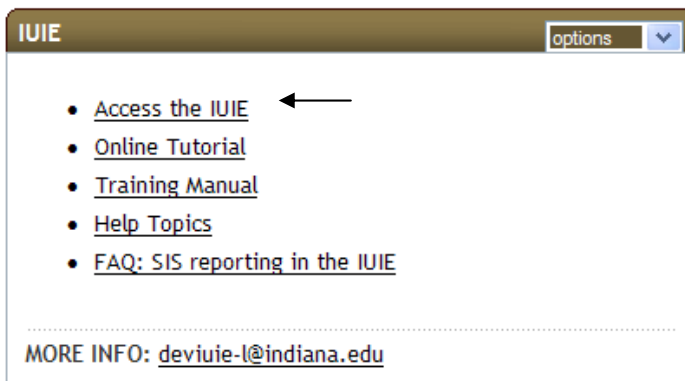 IUIE
options
Access the IUIE
Online Tutorial
Training Manual
Help Topics
FAQ: SIS reporting in the IUIE
MORE INFO: deviuie-l@indiana.edu